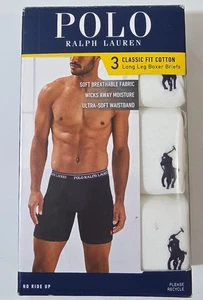 POLO
RALPH LAUREN
3 CLASSIC FIT COTTON
Long Leg Boxer Briefs
SOFT BREATHABLE FABRIC
WICKS AWAY MOISTURE
ULTRA-SOFT WAISTBAND
POLO RALPH LAUREN
NO RIDE UP
PLEASE
RECYCLE